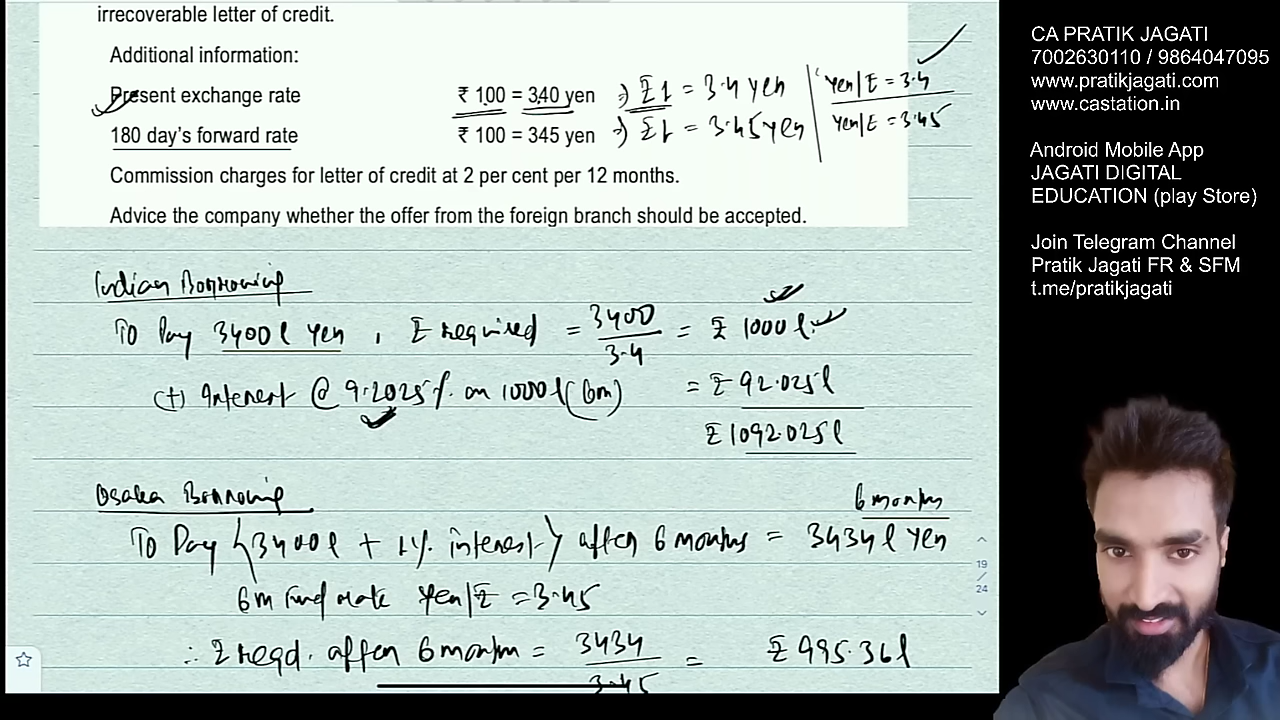 irrecoverable letter of credit.
Additional information:
Present exchange rate ₹ 100 = 340 yen ⇒ ₹1 = 3.4 yen yen/₹ = 3.4
180 day's forward rate ₹ 100 = 345 yen ⇒ ₹1 = 3.45 yen yen/₹ = 3.45
Commission charges for letter of credit at 2 per cent per 12 months.
Advice the company whether the offer from the foreign branch should be accepted.
Indian Borrowing
To Pay 3400 l yen , ₹ required = 3400 / 3.4 = ₹ 1000 l.
(+) Interest @ 9.2025% on 1000 l (6m) = ₹ 92.025 l
₹ 1092.025 l
Osaka Borrowing
6 months
To Pay {3400 l + 1% interest} after 6 months = 3434 l yen
6m Fwd rate yen/₹ = 3.45
∴ ₹ reqd. after 6 months = 3434 / 3.45 = ₹ 995.36 l
19
/
24
CA PRATIK JAGATI
7002630110 / 9864047095
www.pratikjagati.com
www.castation.in
Android Mobile App
JAGATI DIGITAL
EDUCATION (play Store)
Join Telegram Channel
Pratik Jagati FR & SFM
t.me/pratikjagati